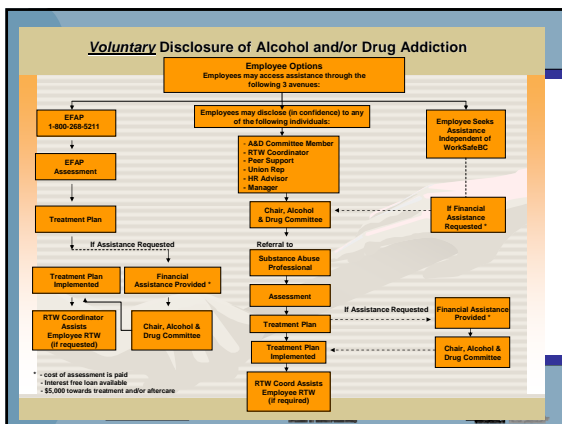 Voluntary Disclosure of Alcohol and/or Drug Addiction
Employee Options
Employees may access assistance through the
following 3 avenues:
EFAP
1-800-268-5211
EFAP
Assessment
Treatment Plan
If Assistance Requested
Treatment Plan
Implemented
Financial
Assistance Provided *
RTW Coordinator
Assists
Employee RTW
(if requested)
Chair, Alcohol &
Drug Committee
* - cost of assessment is paid
- Interest free loan available
- $5,000 towards treatment and/or aftercare
Employees may disclose (in confidence) to any
of the following individuals:
- A&D Committee Member
- RTW Coordinator
- Peer Support
- Union Rep
- HR Advisor
- Manager
Chair, Alcohol
& Drug Committee
Referral to
Substance Abuse
Professional
Assessment
Treatment Plan
Treatment Plan
Implemented
RTW Coord Assists
Employee RTW
(if required)
Employee Seeks
Assistance
Independent of
WorkSafeBC
If Financial
Assistance
Requested *
If Assistance Requested
Financial Assistance
Provided *
Chair, Alcohol &
Drug Committee